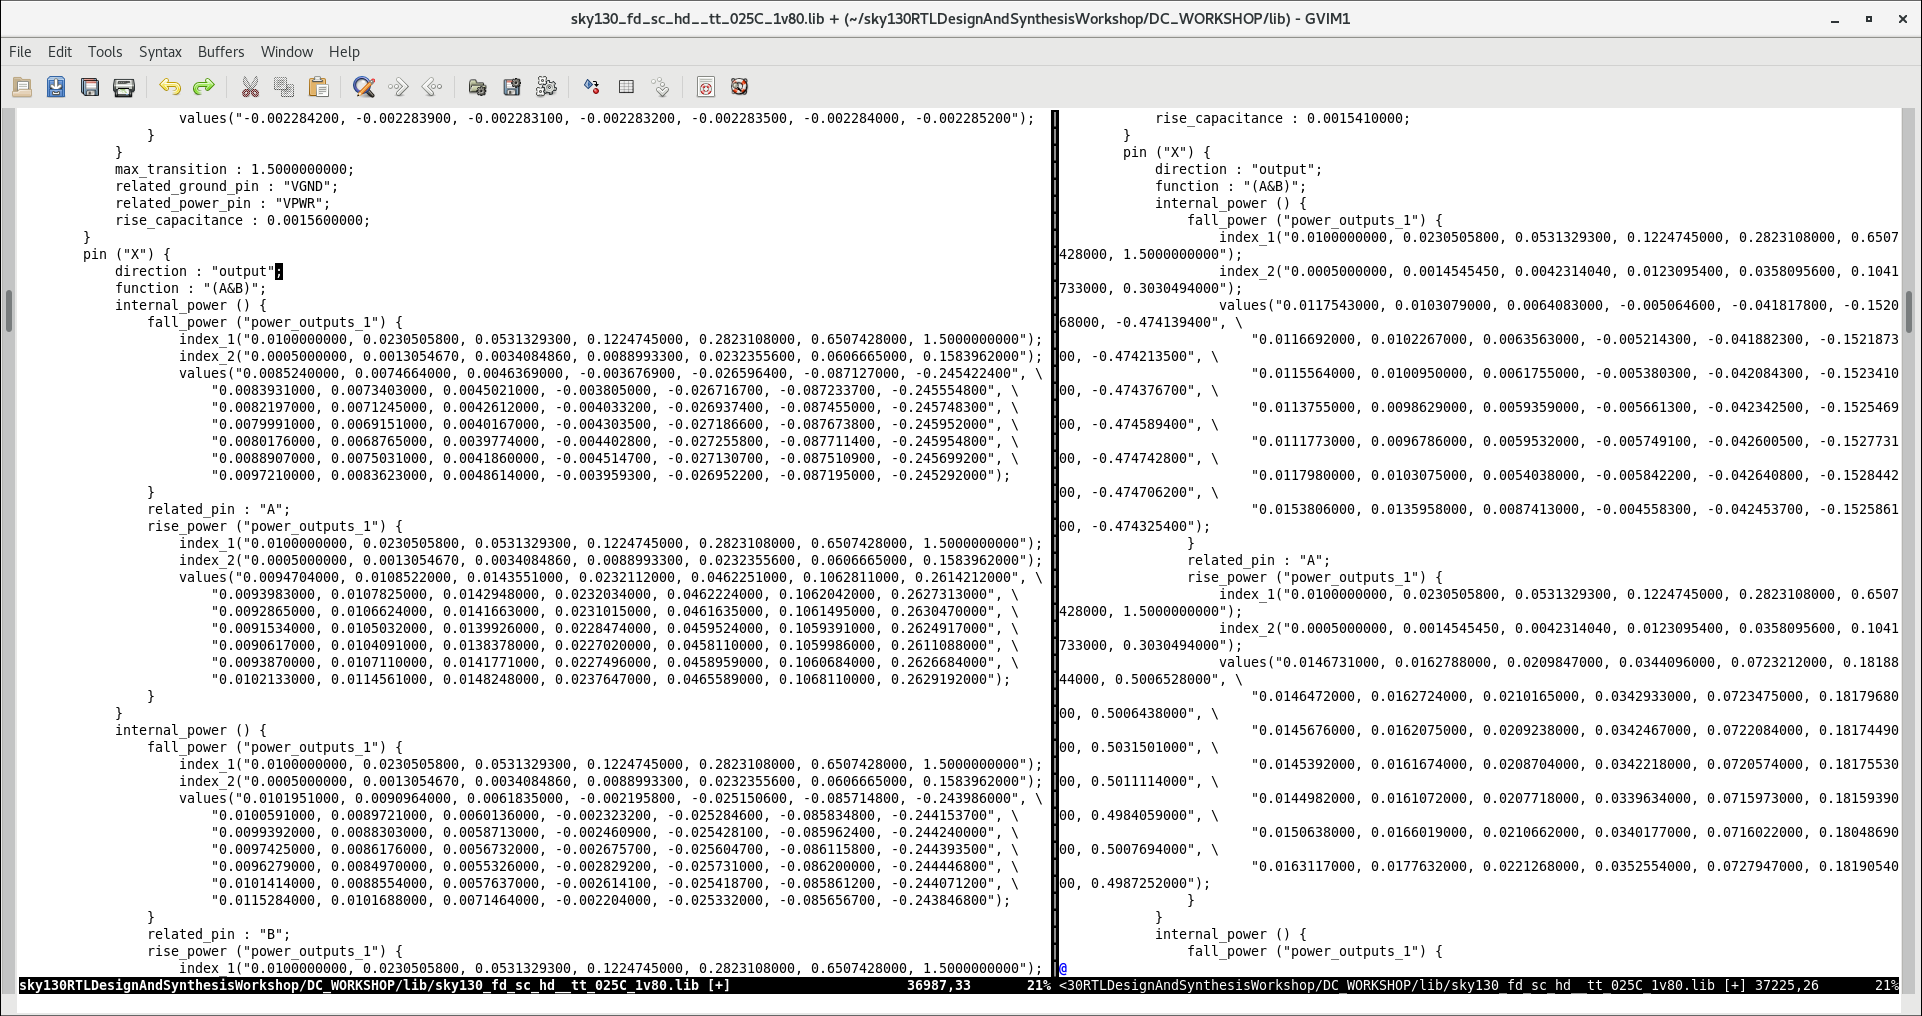 sky130_fd_sc_hd__tt_025C_1v80.lib + (~/sky130RTLDesignAndSynthesisWorkshop/DC_WORKSHOP/lib) - GVIM1
File Edit Tools Syntax Buffers Window Help
values("-0.002284200, -0.002283900, -0.002283100, -0.002283200, -0.002283500, -0.002284000, -0.002285200");
}
}
max_transition : 1.5000000000;
related_ground_pin : "VGND";
related_power_pin : "VPWR";
rise_capacitance : 0.0015600000;
}
pin ("X") {
direction : "output";
function : "(A&B)";
internal_power () {
fall_power ("power_outputs_1") {
index_1("0.0100000000, 0.0230505800, 0.0531329300, 0.1224745000, 0.2823108000, 0.6507428000, 1.5000000000");
index_2("0.0005000000, 0.0013054670, 0.0034084860, 0.0088993300, 0.0232355600, 0.0606665000, 0.1583962000");
values("0.0085240000, 0.0074664000, 0.0046369000, -0.003676900, -0.026596400, -0.087127000, -0.245422400", \
"0.0083931000, 0.0073403000, 0.0045021000, -0.003805000, -0.026716700, -0.087233700, -0.245554800", \
"0.0082197000, 0.0071245000, 0.0042612000, -0.004033200, -0.026937400, -0.087455000, -0.245748300", \
"0.0079991000, 0.0069151000, 0.0040167000, -0.004303500, -0.027186600, -0.087673800, -0.245952000", \
"0.0080176000, 0.0068765000, 0.0039774000, -0.004402800, -0.027255800, -0.087711400, -0.245954800", \
"0.0088907000, 0.0075031000, 0.0041860000, -0.004514700, -0.027130700, -0.087510900, -0.245699200", \
"0.0097210000, 0.0083623000, 0.0048614000, -0.003959300, -0.026952200, -0.087195000, -0.245292000");
}
related_pin : "A";
rise_power ("power_outputs_1") {
index_1("0.0100000000, 0.0230505800, 0.0531329300, 0.1224745000, 0.2823108000, 0.6507428000, 1.5000000000");
index_2("0.0005000000, 0.0013054670, 0.0034084860, 0.0088993300, 0.0232355600, 0.0606665000, 0.1583962000");
values("0.0094704000, 0.0108522000, 0.0143551000, 0.0232112000, 0.0462251000, 0.1062811000, 0.2614212000", \
"0.0093983000, 0.0107825000, 0.0142948000, 0.0232034000, 0.0462224000, 0.1062042000, 0.2627313000", \
"0.0092865000, 0.0106624000, 0.0141663000, 0.0231015000, 0.0461635000, 0.1061495000, 0.2630470000", \
"0.0091534000, 0.0105032000, 0.0139926000, 0.0228474000, 0.0459524000, 0.1059391000, 0.2624917000", \
"0.0090617000, 0.0104091000, 0.0138378000, 0.0227020000, 0.0458110000, 0.1059986000, 0.2611088000", \
"0.0093870000, 0.0107110000, 0.0141771000, 0.0227496000, 0.0458959000, 0.1060684000, 0.2626684000", \
"0.0102133000, 0.0114561000, 0.0148248000, 0.0237647000, 0.0465589000, 0.1068110000, 0.2629192000");
}
}
internal_power () {
fall_power ("power_outputs_1") {
index_1("0.0100000000, 0.0230505800, 0.0531329300, 0.1224745000, 0.2823108000, 0.6507428000, 1.5000000000");
index_2("0.0005000000, 0.0013054670, 0.0034084860, 0.0088993300, 0.0232355600, 0.0606665000, 0.1583962000");
values("0.0101951000, 0.0090964000, 0.0061835000, -0.002195800, -0.025150600, -0.085714800, -0.243986000", \
"0.0100591000, 0.0089721000, 0.0060136000, -0.002323200, -0.025284600, -0.085834800, -0.244153700", \
"0.0099392000, 0.0088303000, 0.0058713000, -0.002460900, -0.025428100, -0.085962400, -0.244240000", \
"0.0097425000, 0.0086176000, 0.0056732000, -0.002675700, -0.025604700, -0.086115800, -0.244393500", \
"0.0096279000, 0.0084970000, 0.0055326000, -0.002829200, -0.025731000, -0.086200000, -0.244446800", \
"0.0101414000, 0.0088554000, 0.0057637000, -0.002614100, -0.025418700, -0.085861200, -0.244071200", \
"0.0115284000, 0.0101688000, 0.0071464000, -0.002204000, -0.025332000, -0.085656700, -0.243846800");
}
related_pin : "B";
rise_power ("power_outputs_1") {
index_1("0.0100000000, 0.0230505800, 0.0531329300, 0.1224745000, 0.2823108000, 0.6507428000, 1.5000000000");
sky130RTLDesignAndSynthesisWorkshop/DC_WORKSHOP/lib/sky130_fd_sc_hd__tt_025C_1v80.lib [+] 36987,33 21%
rise_capacitance : 0.0015410000;
}
pin ("X") {
direction : "output";
function : "(A&B)";
internal_power () {
fall_power ("power_outputs_1") {
index_1("0.0100000000, 0.0230505800, 0.0531329300, 0.1224745000, 0.2823108000, 0.6507
428000, 1.5000000000");
index_2("0.0005000000, 0.0014545450, 0.0042314040, 0.0123095400, 0.0358095600, 0.1041
733000, 0.3030494000");
values("0.0117543000, 0.0103079000, 0.0064083000, -0.005064600, -0.041817800, -0.1520
68000, -0.474139400", \
"0.0116692000, 0.0102267000, 0.0063563000, -0.005214300, -0.041882300, -0.1521873
00, -0.474213500", \
"0.0115564000, 0.0100950000, 0.0061755000, -0.005380300, -0.042084300, -0.1523410
00, -0.474376700", \
"0.0113755000, 0.0098629000, 0.0059359000, -0.005661300, -0.042342500, -0.1525469
00, -0.474589400", \
"0.0111773000, 0.0096786000, 0.0059532000, -0.005749100, -0.042600500, -0.1527731
00, -0.474742800", \
"0.0117980000, 0.0103075000, 0.0054038000, -0.005842200, -0.042640800, -0.1528442
00, -0.474706200", \
"0.0153806000, 0.0135958000, 0.0087413000, -0.004558300, -0.042453700, -0.1525861
00, -0.474325400");
}
related_pin : "A";
rise_power ("power_outputs_1") {
index_1("0.0100000000, 0.0230505800, 0.0531329300, 0.1224745000, 0.2823108000, 0.6507
428000, 1.5000000000");
index_2("0.0005000000, 0.0014545450, 0.0042314040, 0.0123095400, 0.0358095600, 0.1041
733000, 0.3030494000");
values("0.0146731000, 0.0162788000, 0.0209847000, 0.0344096000, 0.0723212000, 0.18188
44000, 0.5006528000", \
"0.0146472000, 0.0162724000, 0.0210165000, 0.0342933000, 0.0723475000, 0.18179680
00, 0.5006438000", \
"0.0145676000, 0.0162075000, 0.0209238000, 0.0342467000, 0.0722084000, 0.18174490
00, 0.5031501000", \
"0.0145392000, 0.0161674000, 0.0208704000, 0.0342218000, 0.0720574000, 0.18175530
00, 0.5011114000", \
"0.0144982000, 0.0161072000, 0.0207718000, 0.0339634000, 0.0715973000, 0.18159390
00, 0.4984059000", \
"0.0150638000, 0.0166019000, 0.0210662000, 0.0340177000, 0.0716022000, 0.18048690
00, 0.5007694000", \
"0.0163117000, 0.0177632000, 0.0221268000, 0.0352554000, 0.0727947000, 0.18190540
00, 0.4987252000");
}
}
internal_power () {
fall_power ("power_outputs_1") {
@
<30RTLDesignAndSynthesisWorkshop/DC_WORKSHOP/lib/sky130_fd_sc_hd__tt_025C_1v80.lib [+] 37225,26 21%